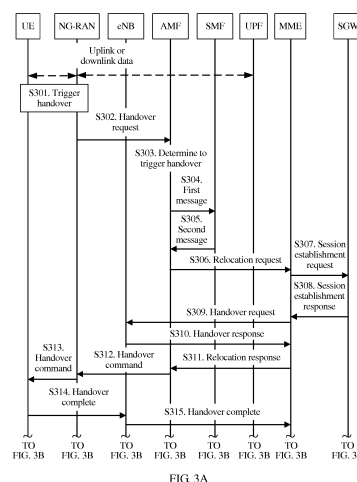 UE NG-RAN eNB AMF SMF UPF MME SGW
Uplink or
downlink data
S301. Trigger
handover
S302. Handover
request
S303. Determine to
trigger handover
S304.
First
message
S305.
Second
message
S306. Relocation request
S307. Session
establishment
request
S308. Session
establishment
response
S309. Handover request
S310. Handover response
S311. Relocation response
S312. Handover
command
S313.
Handover
command
S314. Handover
complete
S315. Handover complete
TO TO TO TO TO TO TO TO
FIG. 3B FIG. 3B FIG. 3B FIG. 3B FIG. 3B FIG. 3B FIG. 3B FIG. 3
FIG. 3A